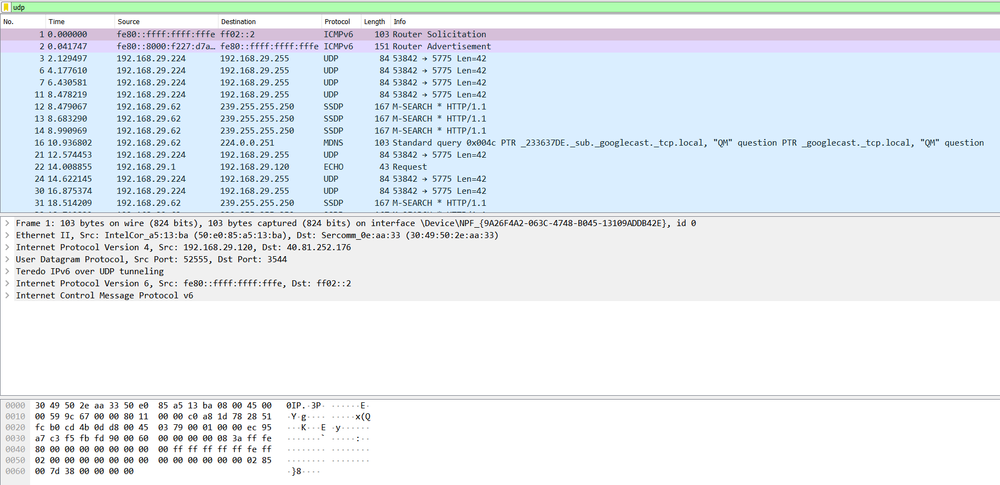 udp
No. Time Source Destination Protocol Length Info
1 0.000000 fe80::ffff:ffff:fffe ff02::2 ICMPv6 103 Router Solicitation
2 0.041747 fe80::8000:f227:d7a… fe80::ffff:ffff:fffe ICMPv6 151 Router Advertisement
3 2.129497 192.168.29.224 192.168.29.255 UDP 84 53842 → 5775 Len=42
6 4.177610 192.168.29.224 192.168.29.255 UDP 84 53842 → 5775 Len=42
7 6.430581 192.168.29.224 192.168.29.255 UDP 84 53842 → 5775 Len=42
11 8.478219 192.168.29.224 192.168.29.255 UDP 84 53842 → 5775 Len=42
12 8.479067 192.168.29.62 239.255.255.250 SSDP 167 M-SEARCH * HTTP/1.1
13 8.683290 192.168.29.62 239.255.255.250 SSDP 167 M-SEARCH * HTTP/1.1
14 8.990969 192.168.29.62 239.255.255.250 SSDP 167 M-SEARCH * HTTP/1.1
16 10.936802 192.168.29.62 224.0.0.251 MDNS 103 Standard query 0x004c PTR _233637DE._sub._googlecast._tcp.local, "QM" question PTR _googlecast._tcp.local, "QM" question
21 12.574453 192.168.29.224 192.168.29.255 UDP 84 53842 → 5775 Len=42
22 14.008855 192.168.29.1 192.168.29.120 ECHO 43 Request
24 14.622145 192.168.29.224 192.168.29.255 UDP 84 53842 → 5775 Len=42
30 16.875374 192.168.29.224 192.168.29.255 UDP 84 53842 → 5775 Len=42
31 18.514209 192.168.29.62 239.255.255.250 SSDP 167 M-SEARCH * HTTP/1.1
Frame 1: 103 bytes on wire (824 bits), 103 bytes captured (824 bits) on interface \Device\NPF_{9A26F4A2-063C-4748-B045-13109ADDB42E}, id 0
Ethernet II, Src: IntelCor_a5:13:ba (50:e0:85:a5:13:ba), Dst: Sercomm_0e:aa:33 (30:49:50:2e:aa:33)
Internet Protocol Version 4, Src: 192.168.29.120, Dst: 40.81.252.176
User Datagram Protocol, Src Port: 52555, Dst Port: 3544
Teredo IPv6 over UDP tunneling
Internet Protocol Version 6, Src: fe80::ffff:ffff:fffe, Dst: ff02::2
Internet Control Message Protocol v6
0000 30 49 50 2e aa 33 50 e0 85 a5 13 ba 08 00 45 00 0IP.·3P· ······E·
0010 00 59 9c 67 00 00 80 11 00 00 c0 a8 1d 78 28 51 ·Y·g···· ·····x(Q
0020 fc b0 cd 4b 0d d8 00 45 03 79 00 01 00 00 ec 95 ···K···E ·y······
0030 a7 c3 f5 fb fd 90 00 60 00 00 00 00 08 3a ff fe ·······` ·····:··
0040 80 00 00 00 00 00 00 00 00 ff ff ff ff ff fe ff ········ ········
0050 02 00 00 00 00 00 00 00 00 00 00 00 00 00 02 85 ········ ········
0060 00 7d 38 00 00 00 00 ·}8····